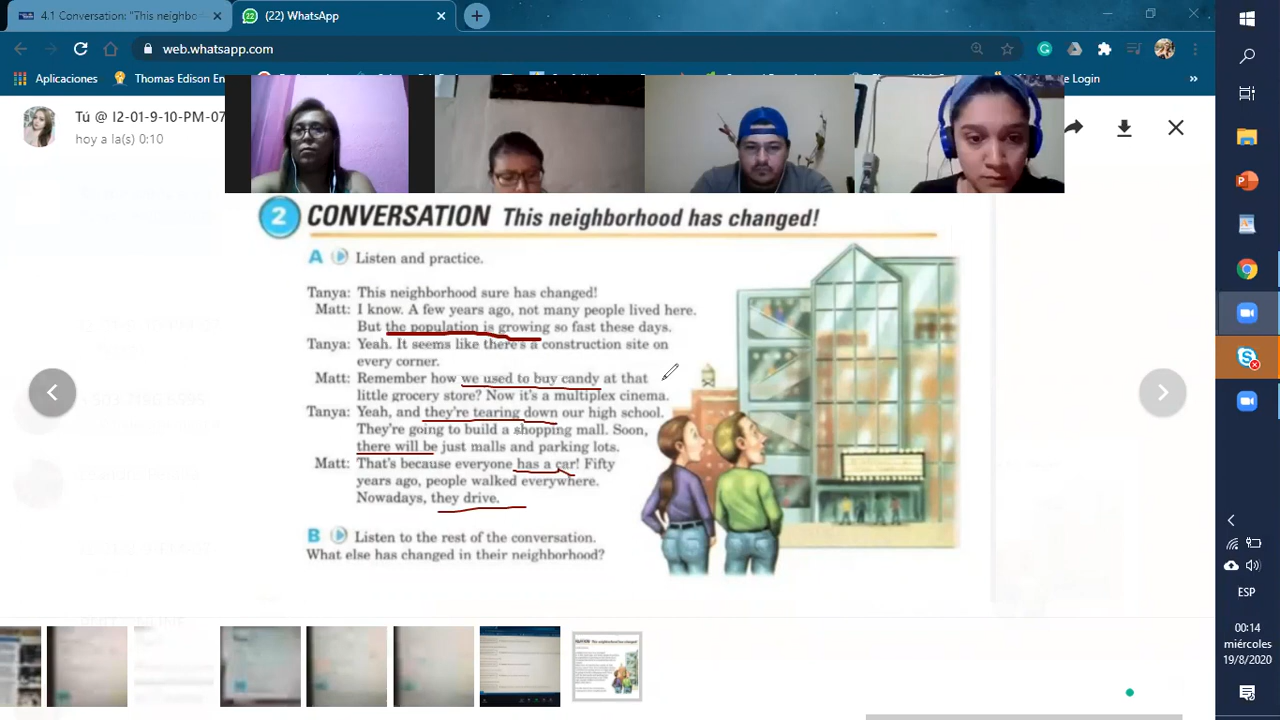 4.1 Conversation: "This neighbo
(22) WhatsApp
web.whatsapp.com
Aplicaciones
Thomas Edison En
e Login
Tú @ I2-01-9-10-PM-07
hoy a la(s) 0:10
2 CONVERSATION This neighborhood has changed!
A Listen and practice.
Tanya: This neighborhood sure has changed!
Matt: I know. A few years ago, not many people lived here.
But the population is growing so fast these days.
Tanya: Yeah. It seems like there's a construction site on
every corner.
Matt: Remember how we used to buy candy at that
little grocery store? Now it's a multiplex cinema.
Tanya: Yeah, and they're tearing down our high school.
They're going to build a shopping mall. Soon,
there will be just malls and parking lots.
Matt: That's because everyone has a car! Fifty
years ago, people walked everywhere.
Nowadays, they drive.
B Listen to the rest of the conversation.
What else has changed in their neighborhood?
ESP
00:14
miércoles
19/8/2020